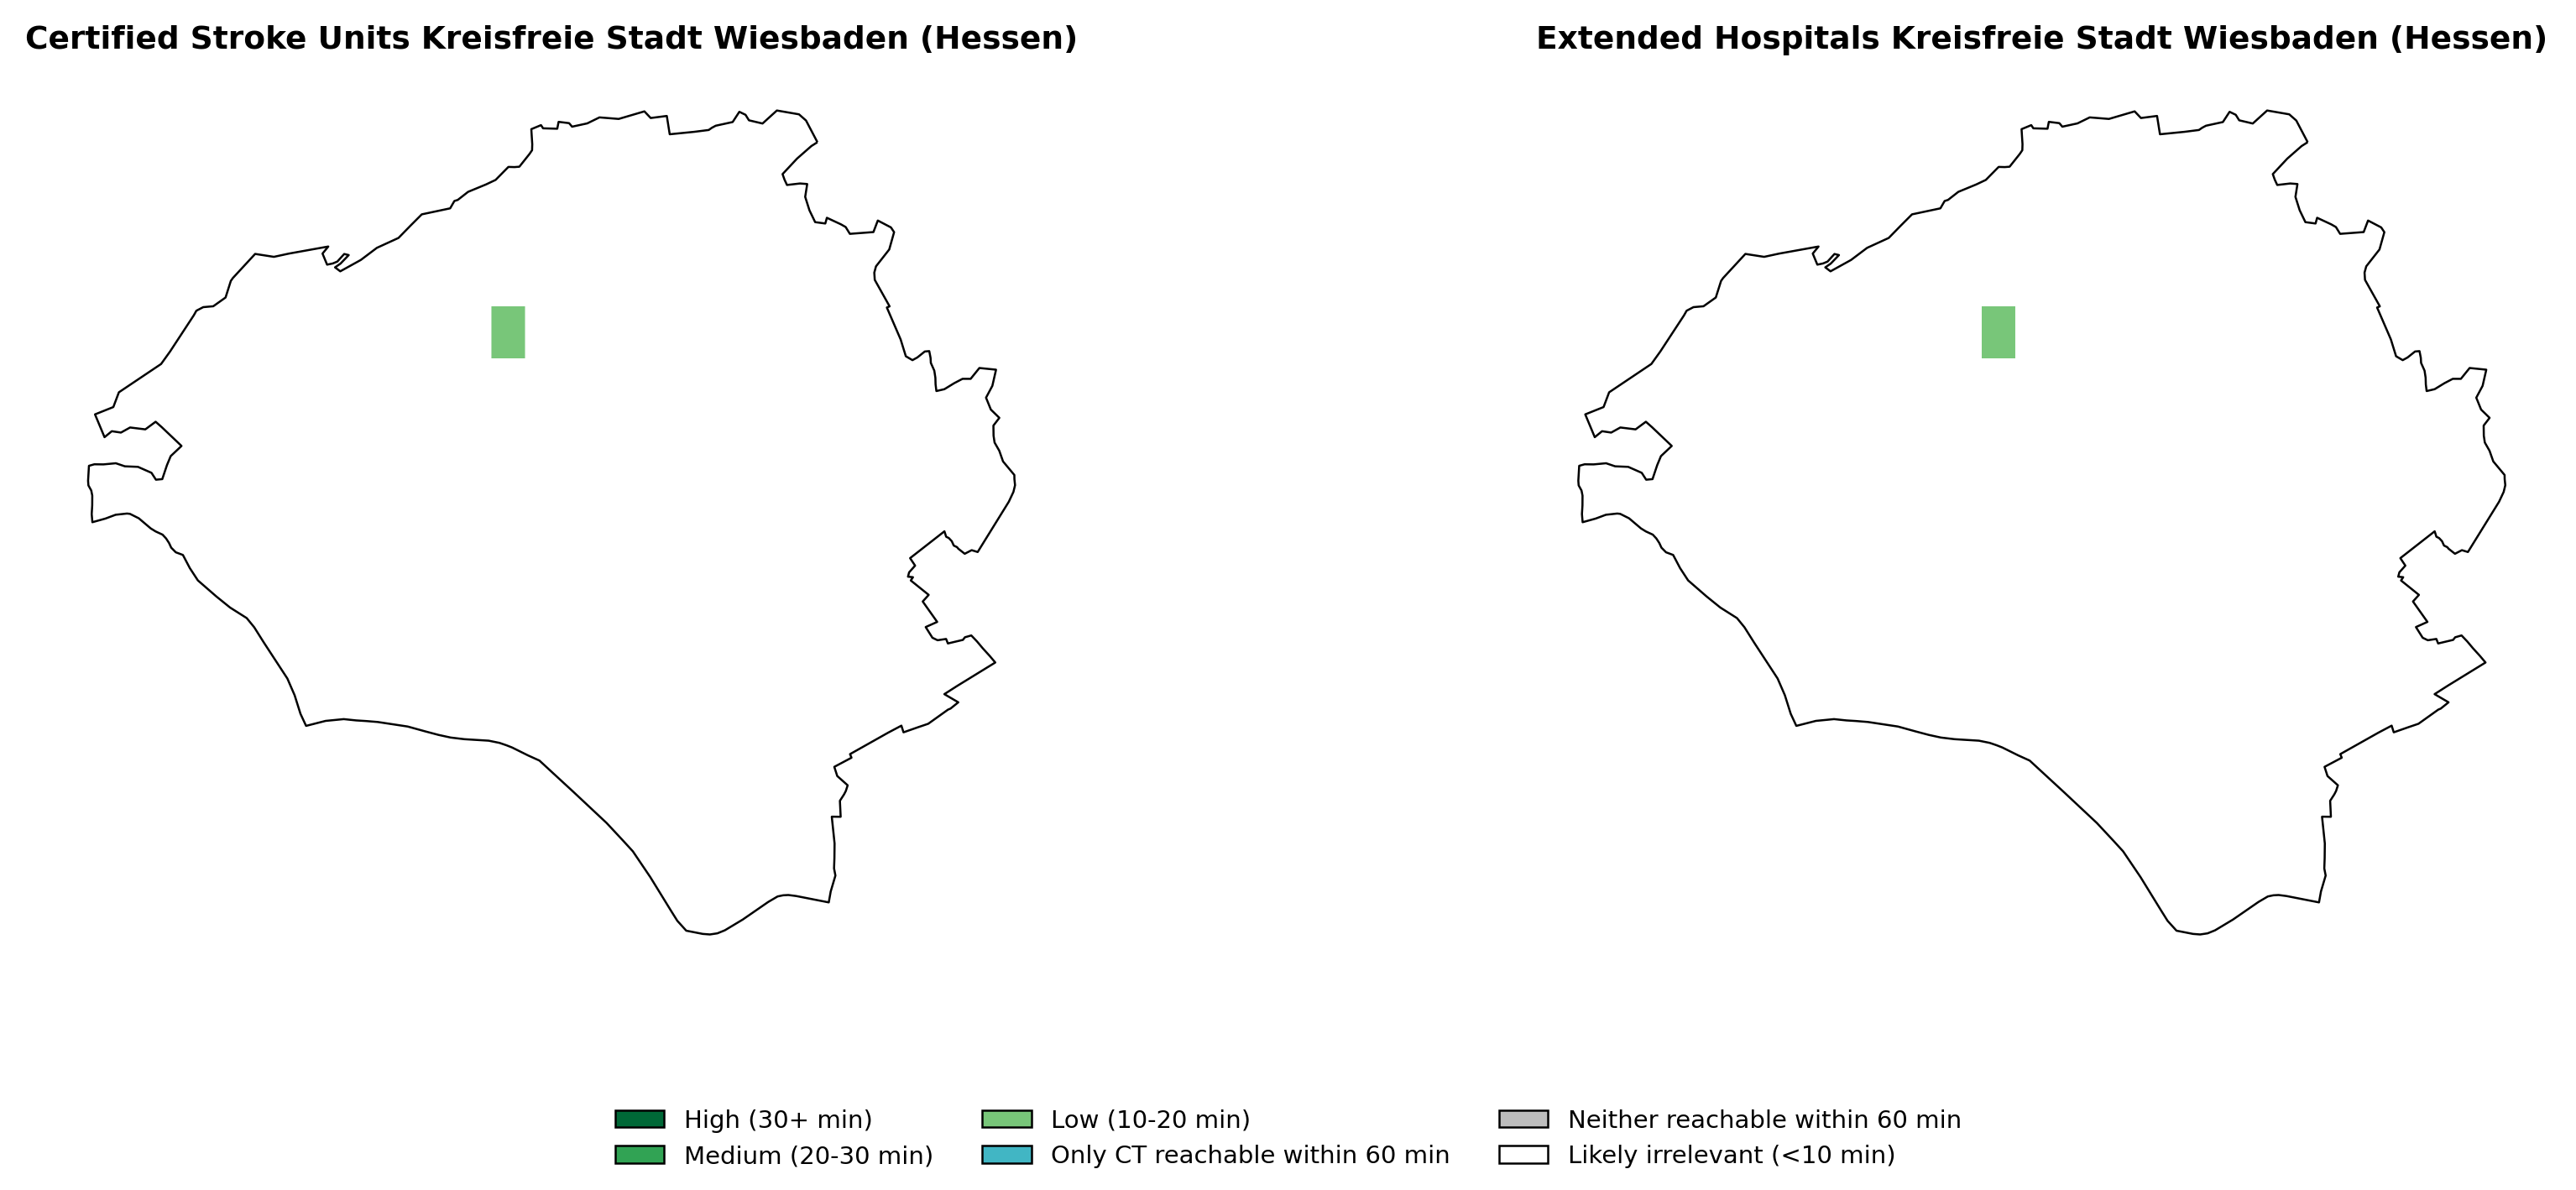 Certified Stroke Units Kreisfreie Stadt Wiesbaden (Hessen)
Extended Hospitals Kreisfreie Stadt Wiesbaden (Hessen)
High (30+ min)
Medium (20-30 min)
Low (10-20 min)
Only CT reachable within 60 min
Neither reachable within 60 min
Likely irrelevant (<10 min)